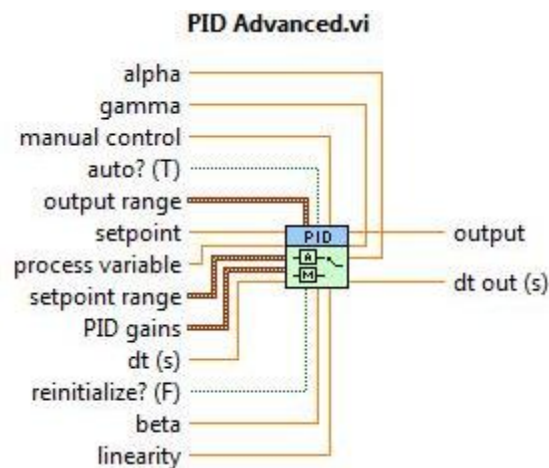 PID Advanced.vi
alpha
gamma
manual control
auto? (T)
output range
setpoint
process variable
setpoint range
PID gains
dt (s)
reinitialize? (F)
beta
linearity
PID
A
M
output
dt out (s)